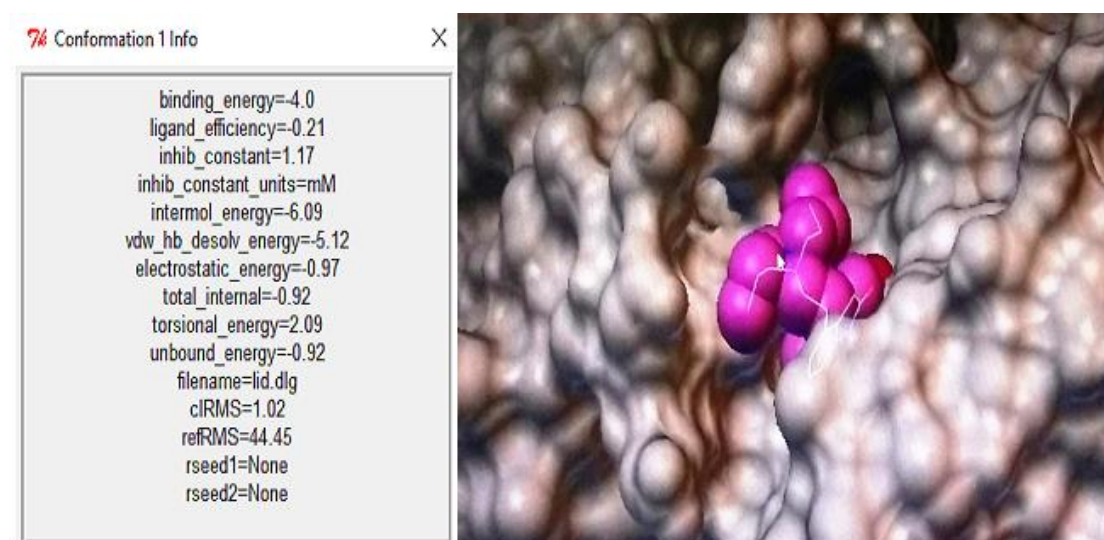 Conformation 1 Info
binding_energy=-4.0
ligand_efficiency=-0.21
inhib_constant=1.17
inhib_constant_units=mM
intermol_energy=-6.09
vdw_hb_desolv_energy=-5.12
electrostatic_energy=-0.97
total_internal=-0.92
torsional_energy=2.09
unbound_energy=-0.92
filename=lid.dlg
clRMS=1.02
refRMS=44.45
rseed1=None
rseed2=None